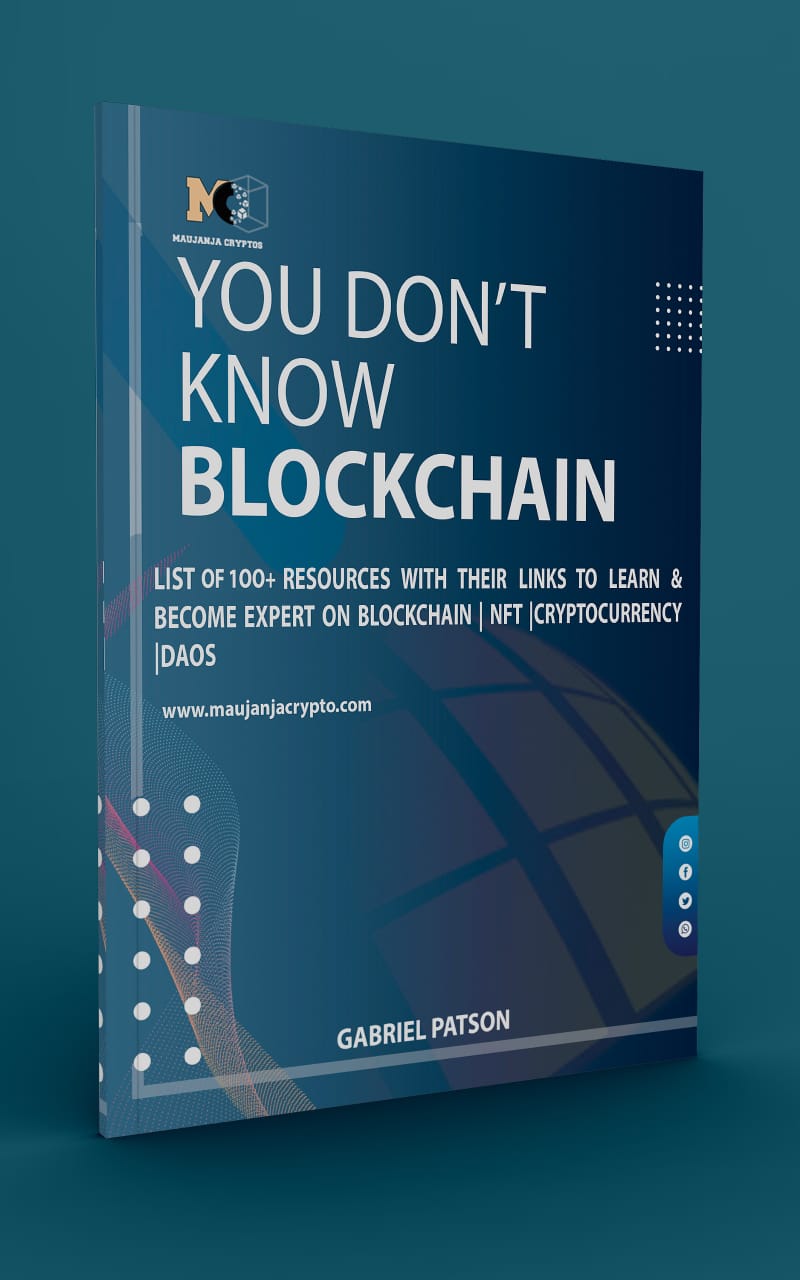 MAUJANJA CRYPTOS
YOU DON'T
KNOW
BLOCKCHAIN
LIST OF 100+ RESOURCES WITH THEIR LINKS TO LEARN &
BECOME EXPERT ON BLOCKCHAIN | NFT |CRYPTOCURRENCY
|DAOS
www.maujanjacrypto.com
GABRIEL PATSON